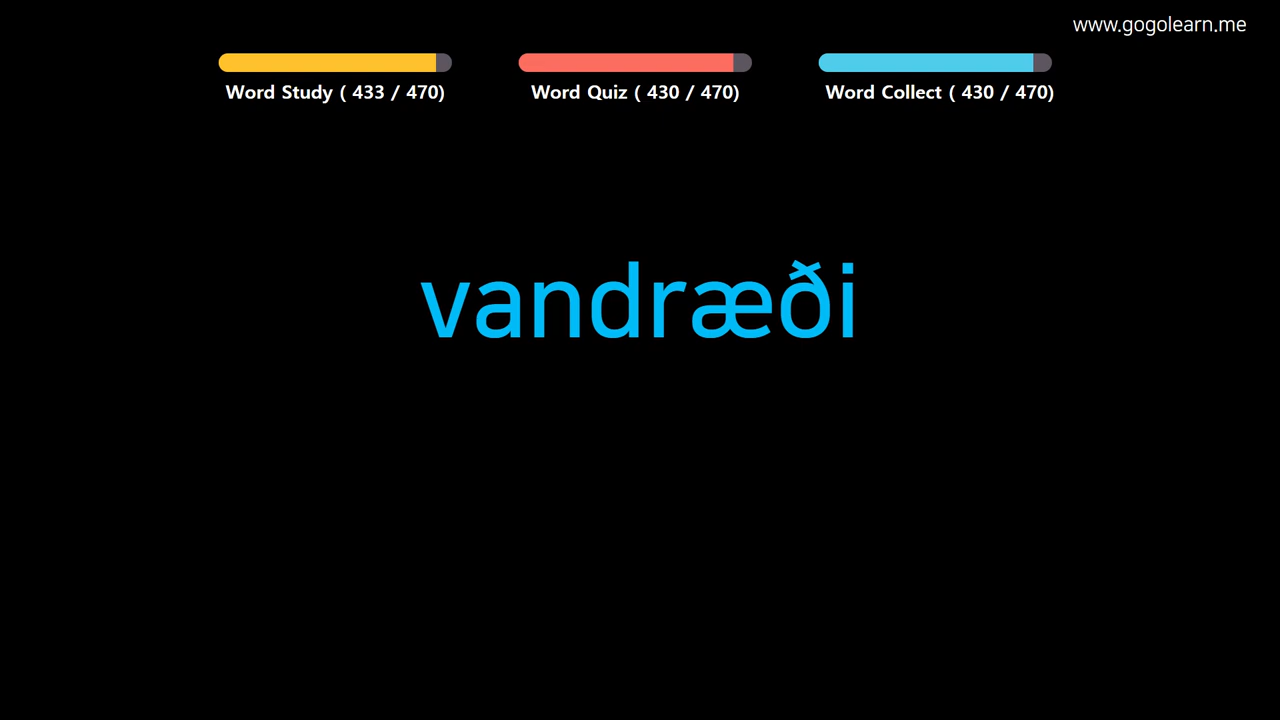 www.gogolearn.me
Word Study ( 433 / 470)
Word Quiz ( 430 / 470)
Word Collect ( 430 / 470)
vandræði